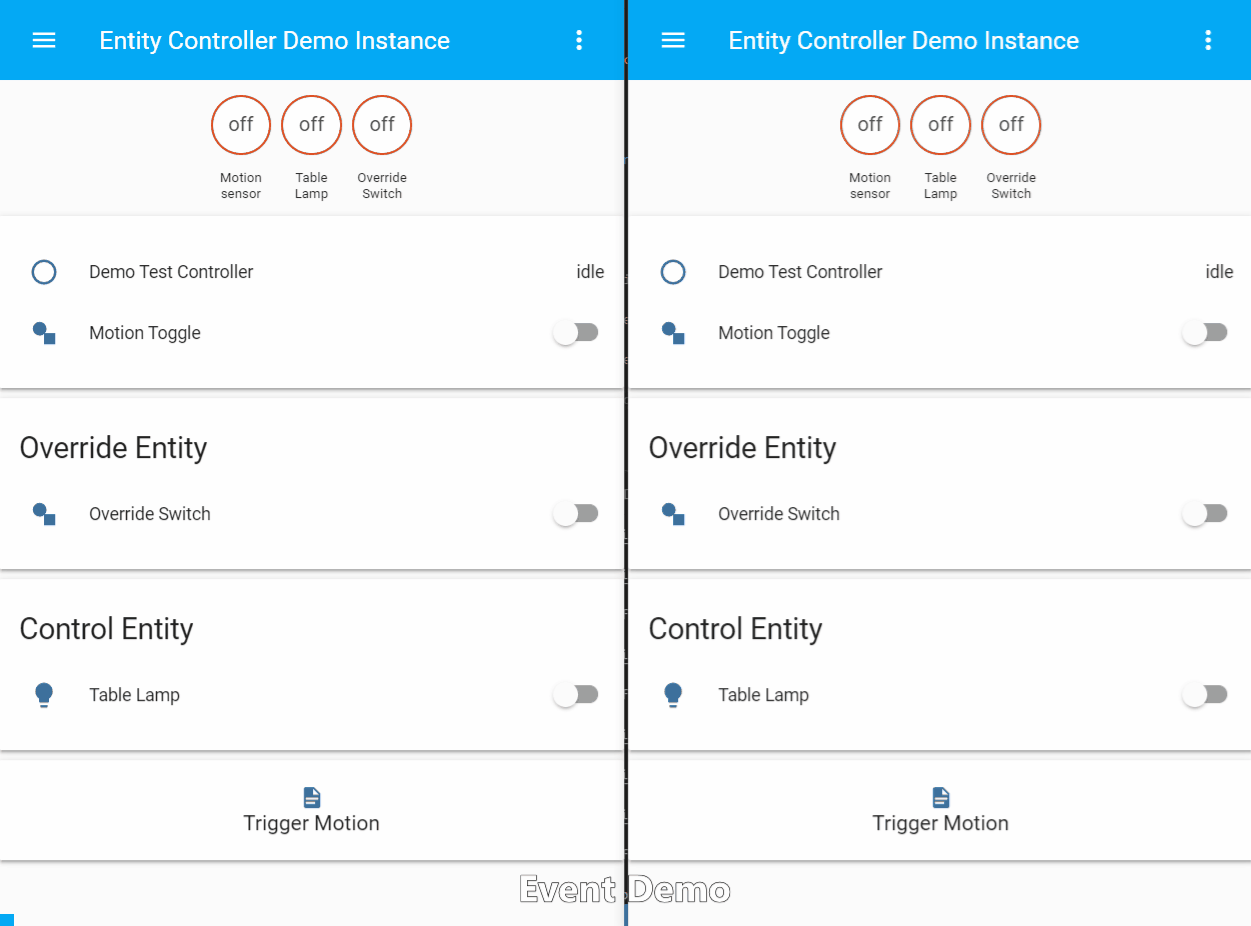 Entity Controller Demo Instance
off off off
Motion sensor
Table Lamp
Override Switch
Demo Test Controller idle
Motion Toggle
Override Entity
Override Switch
Control Entity
Table Lamp
Trigger Motion
Entity Controller Demo Instance
off off off
Motion sensor
Table Lamp
Override Switch
Demo Test Controller idle
Motion Toggle
Override Entity
Override Switch
Control Entity
Table Lamp
Trigger Motion
Event Demo